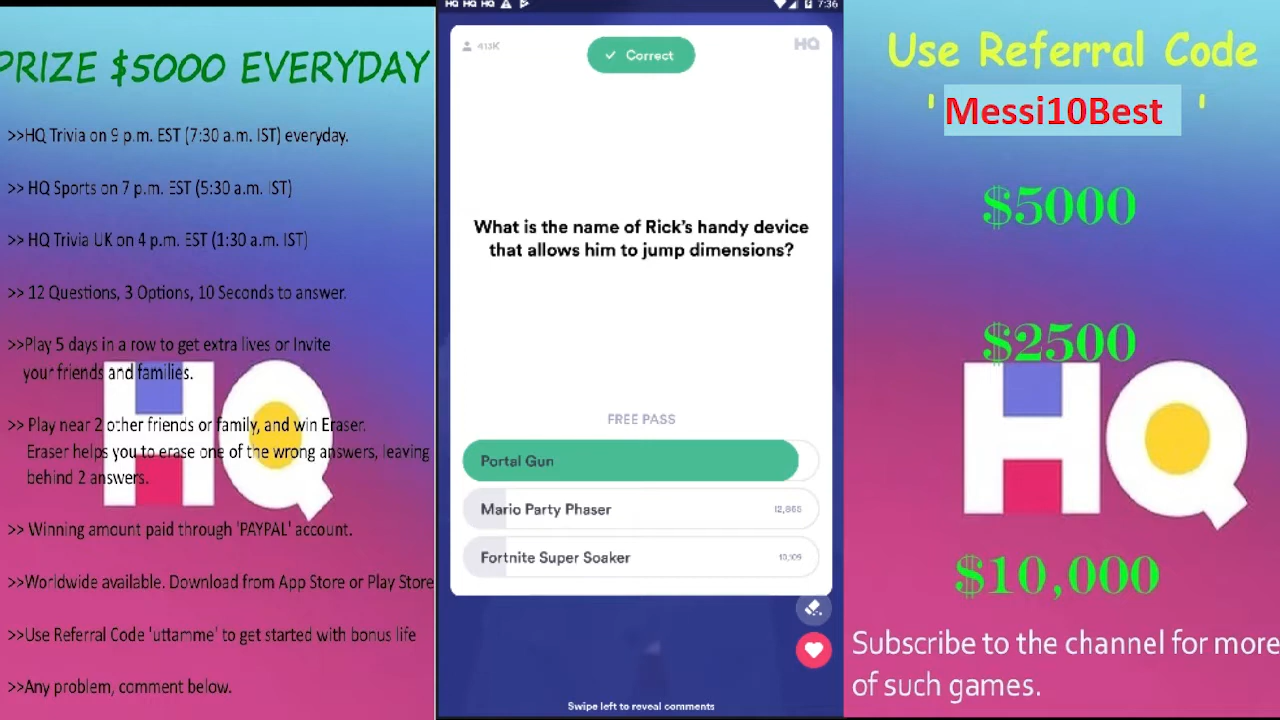 PRIZE $5000 EVERYDAY
>>HQ Trivia on 9 p.m. EST (7:30 a.m. IST) everyday.
>> HQ Sports on 7 p.m. EST (5:30 a.m. IST)
>> HQ Trivia UK on 4 p.m. EST (1:30 a.m. IST)
>> 12 Questions, 3 Options, 10 Seconds to answer.
>>Play 5 days in a row to get extra lives or Invite
your friends and families.
>> Play near 2 other friends or family, and win Eraser.
Eraser helps you to erase one of the wrong answers, leaving
behind 2 answers.
>> Winning amount paid through 'PAYPAL' account.
>>Worldwide available. Download from App Store or Play Store
>>Use Referral Code 'uttamme' to get started with bonus life
>>Any problem, comment below.
HQ
HQ HQ HQ 7:36
413K
Correct
HQ
What is the name of Rick's handy device
that allows him to jump dimensions?
FREE PASS
Portal Gun
Mario Party Phaser 12,865
Fortnite Super Soaker
Swipe left to reveal comments
Use Referral Code
' Messi10Best '
$5000
$2500
HQ
$10,000
Subscribe to the channel for more
of such games.